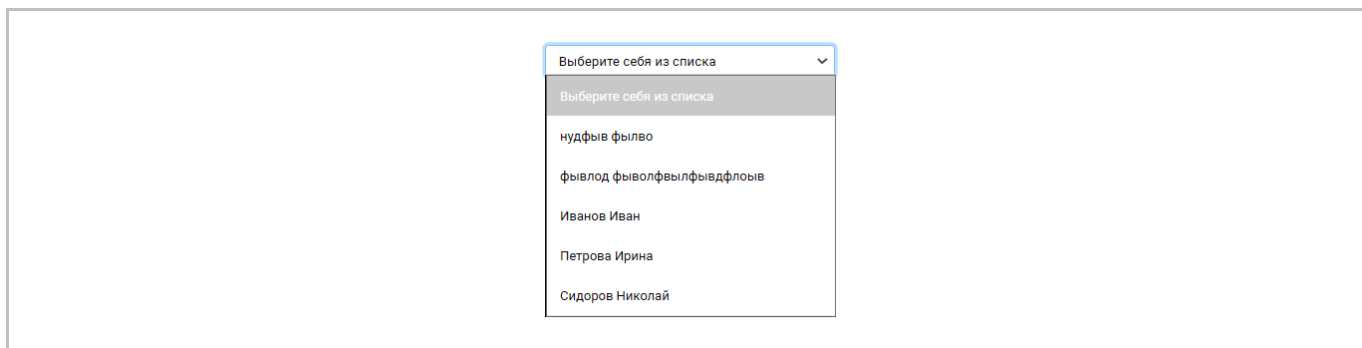 Выберите себя из списка
Выберите себя из списка
нудфыв фылво
фывлод фыволфвылфывдфлоыв
Иванов Иван
Петрова Ирина
Сидоров Николай